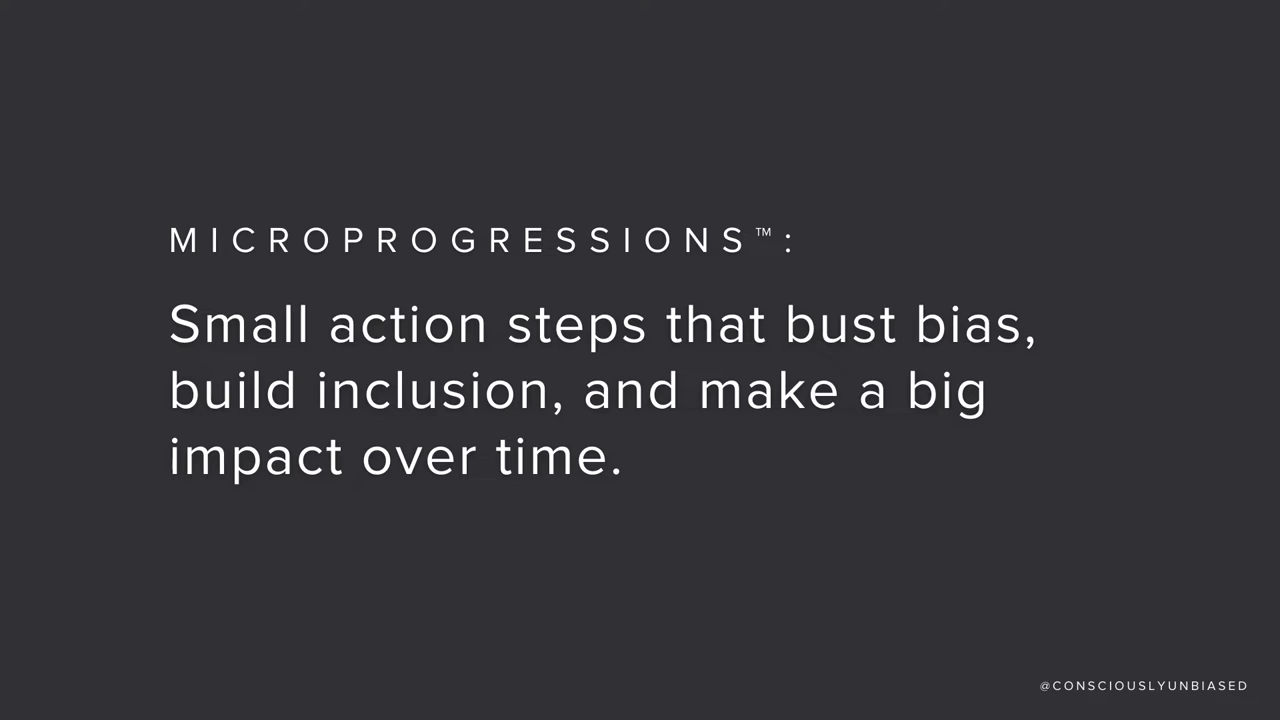 MICROPROGRESSIONS™:
Small action steps that bust bias,
build inclusion, and make a big
impact over time.
@CONSCIOUSLYUNBIASED